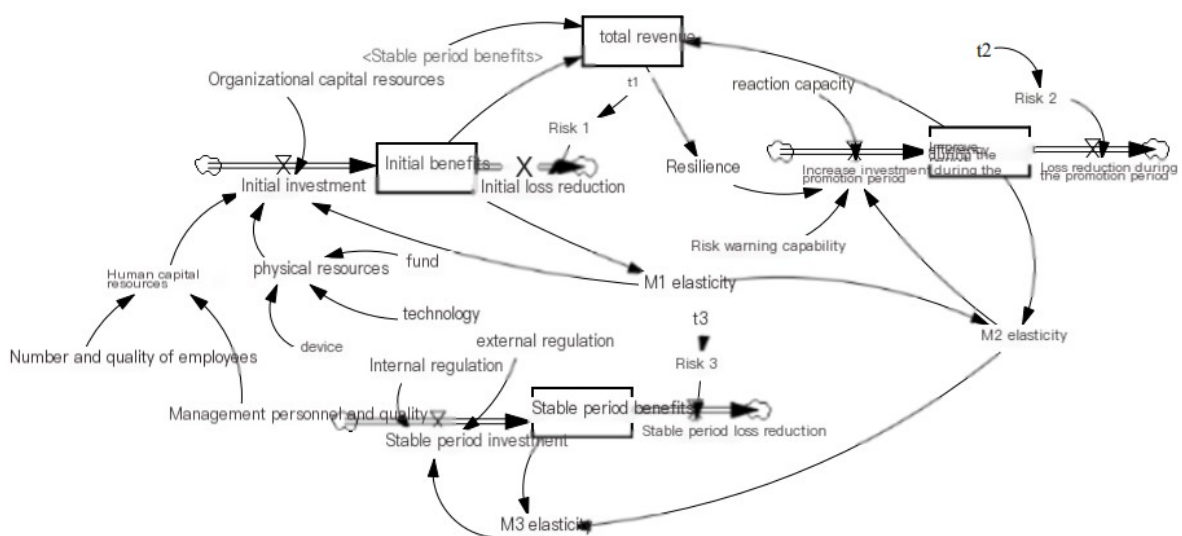 total revenue
<Stable period benefits>
t2
Organizational capital resources
t1
reaction capacity
Risk 2
Risk 1
Initial benefits
Resilience
Initial investment
Initial loss reduction
Increase investment during the
promotion period
Improve
during the
Loss reduction during
the promotion period
Risk warning capability
Human capital
resources
physical resources
fund
M1 elasticity
technology
t3
M2 elasticity
Number and quality of employees
device
external regulation
Internal regulation
Risk 3
Management personnel and quality
Stable period benefits
Stable period investment
Stable period loss reduction
M3 elasticity